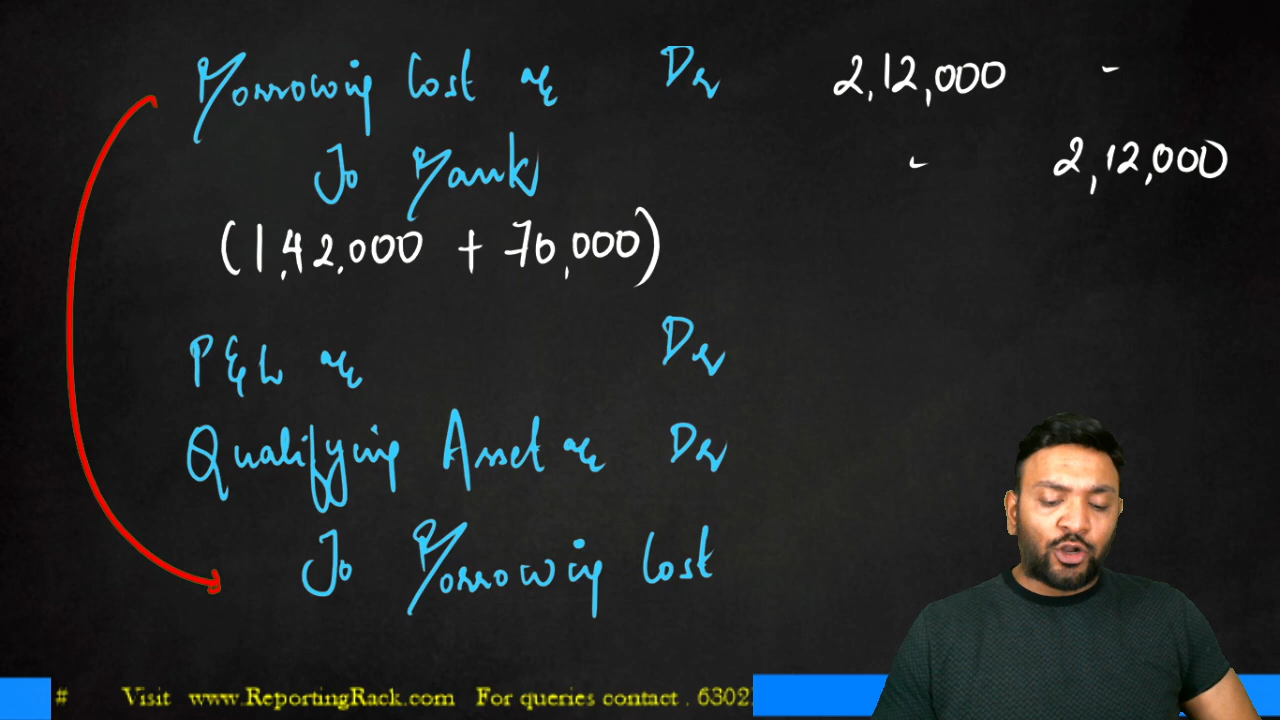 Borrowing Cost a/c Dr 2,12,000 -
To Bank - 2,12,000
(1,42,000 + 70,000)
P&L a/c Dr
Qualifying Asset a/c Dr
To Borrowing Cost
# Visit www.ReportingRack.com For queries contact . 6302